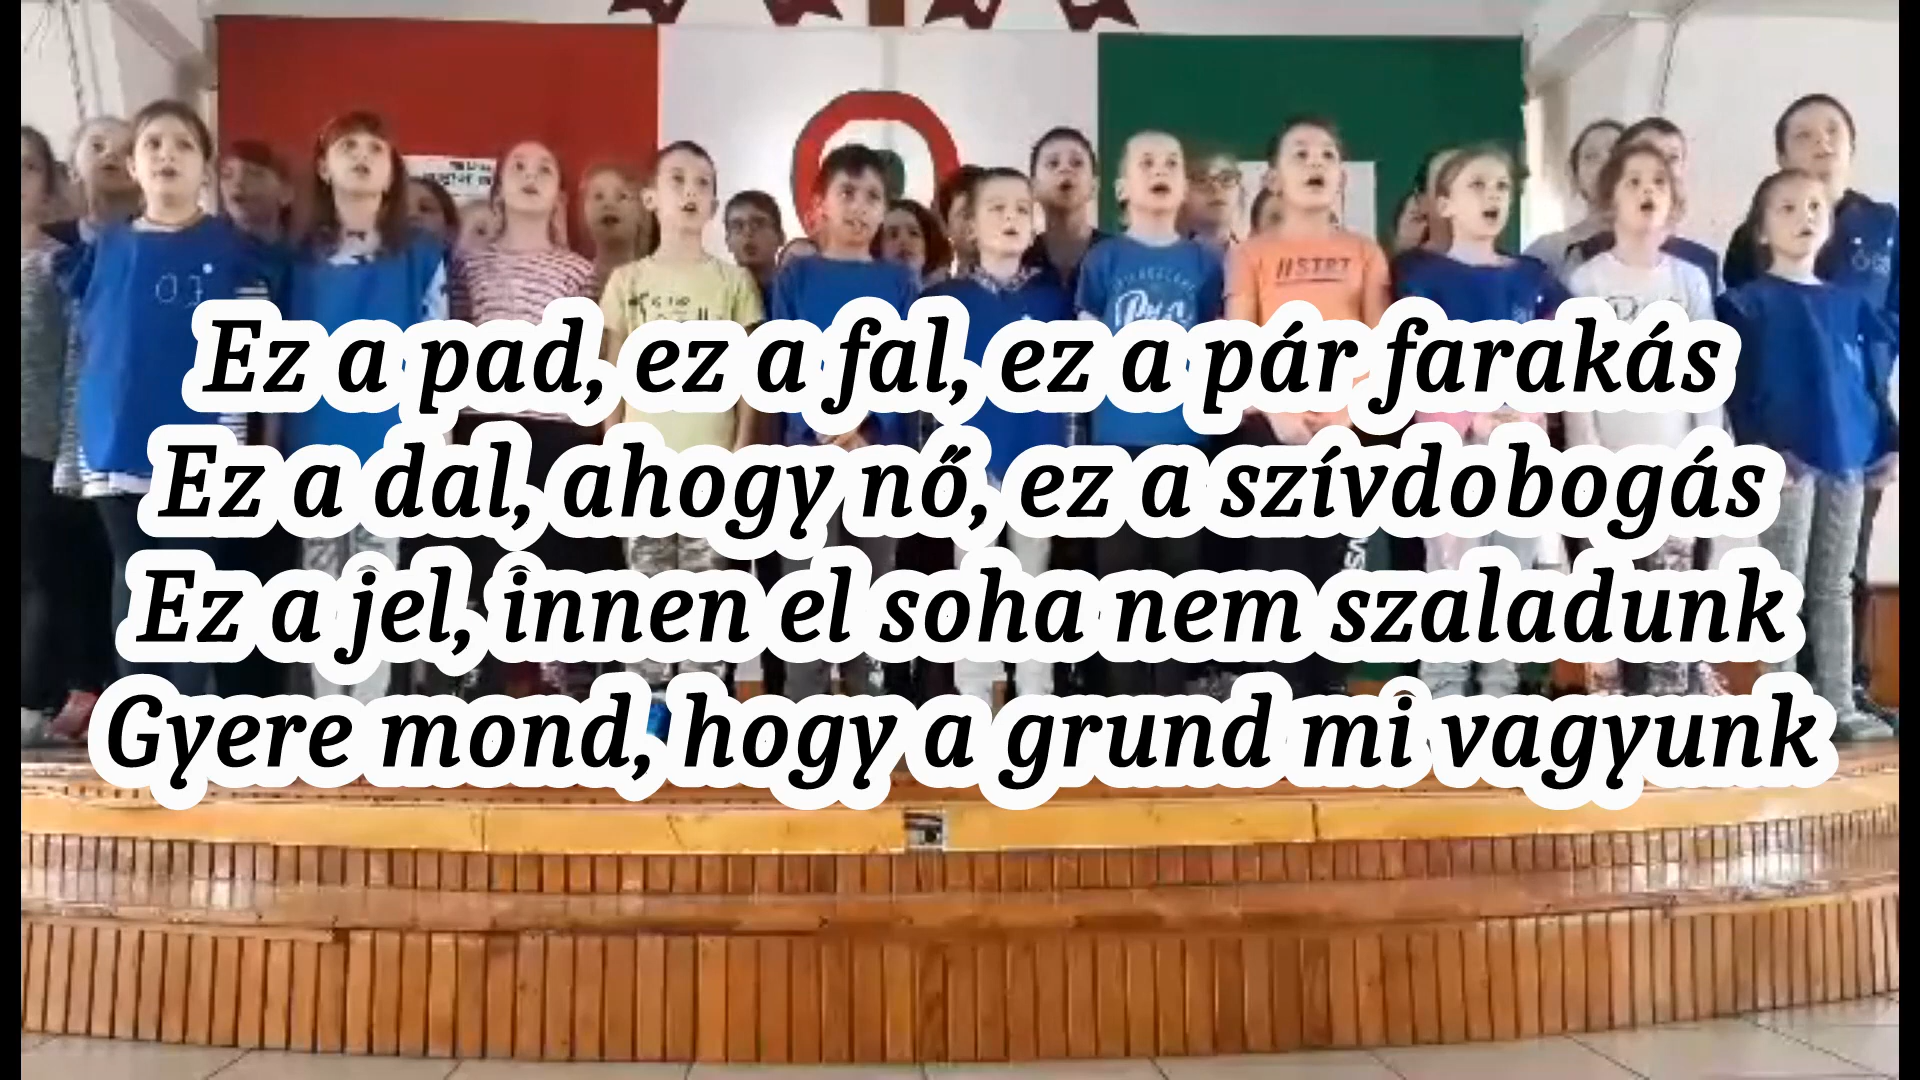 //STRT
Ez a pad, ez a fal, ez a pár farakás
Ez a dal, ahogy nő, ez a szívdobogás
Ez a jel, innen el soha nem szaladunk
Gyere mond, hogy a grund mi vagyunk